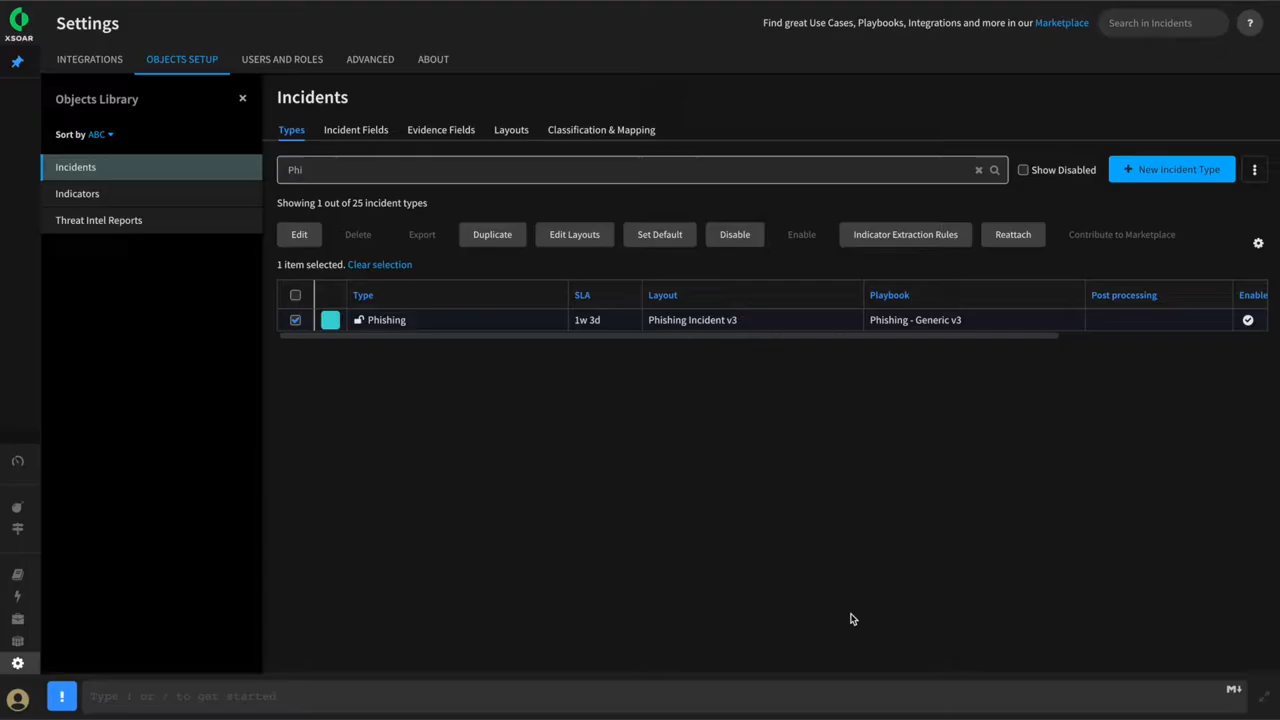 XSOAR
Settings
Find great Use Cases, Playbooks, Integrations and more in our Marketplace
Search in Incidents
?
INTEGRATIONS
OBJECTS SETUP
USERS AND ROLES
ADVANCED
ABOUT
Objects Library
×
Sort by ABC
Incidents
Indicators
Threat Intel Reports
Incidents
Types
Incident Fields
Evidence Fields
Layouts
Classification & Mapping
Phi
Show Disabled
+ New Incident Type
Showing 1 out of 25 incident types
Edit
Delete
Export
Duplicate
Edit Layouts
Set Default
Disable
Enable
Indicator Extraction Rules
Reattach
Contribute to Marketplace
1 item selected. Clear selection
Type
SLA
Layout
Playbook
Post processing
Enable
Phishing
1w 3d
Phishing Incident v3
Phishing - Generic v3
!
Type ! or / to get started
M↓